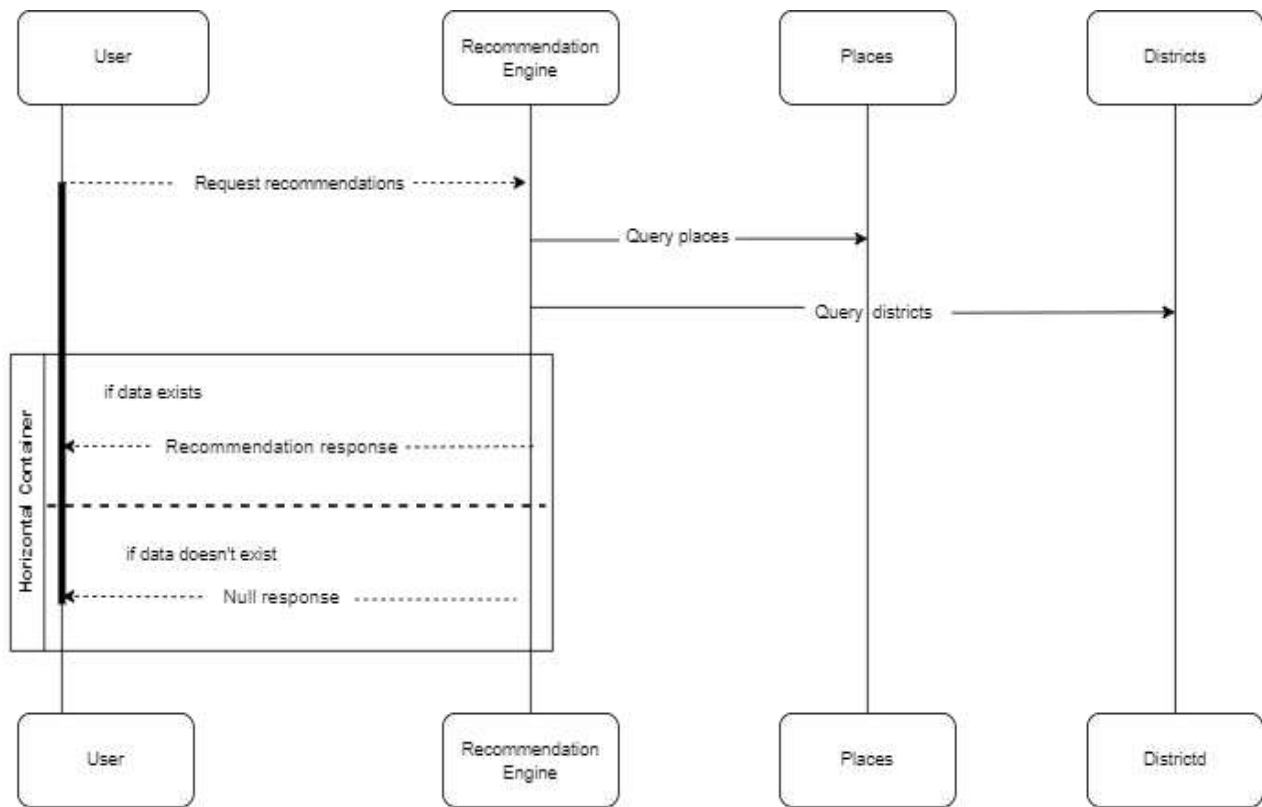 User
Recommendation
Engine
Places
Districts
Request recommendations
Query places
Query districts
Horizontal Container
if data exists
Recommendation response
if data doesn't exist
Null response
User
Recommendation
Engine
Places
Districtd